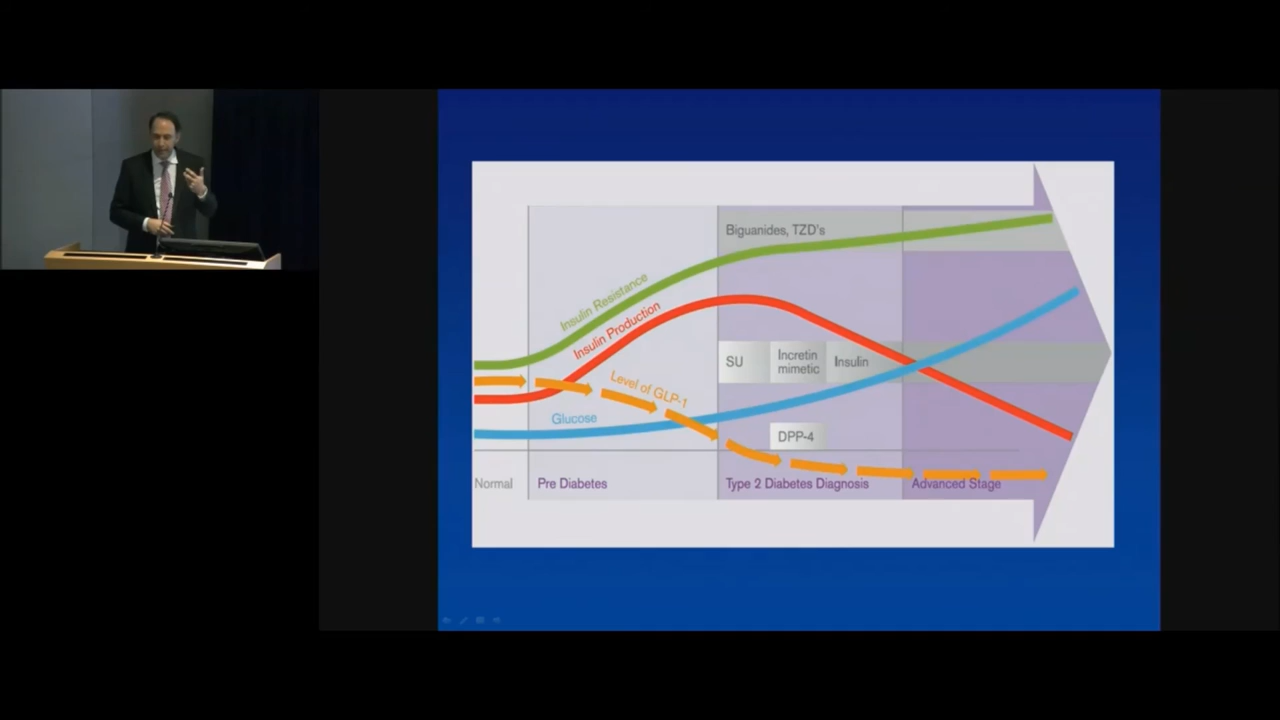 Biguanides, TZD's
Insulin Resistance
Insulin Production
SU
Incretin
mimetic
Insulin
Level of GLP-1
Glucose
DPP-4
Normal
Pre Diabetes
Type 2 Diabetes Diagnosis
Advanced Stage